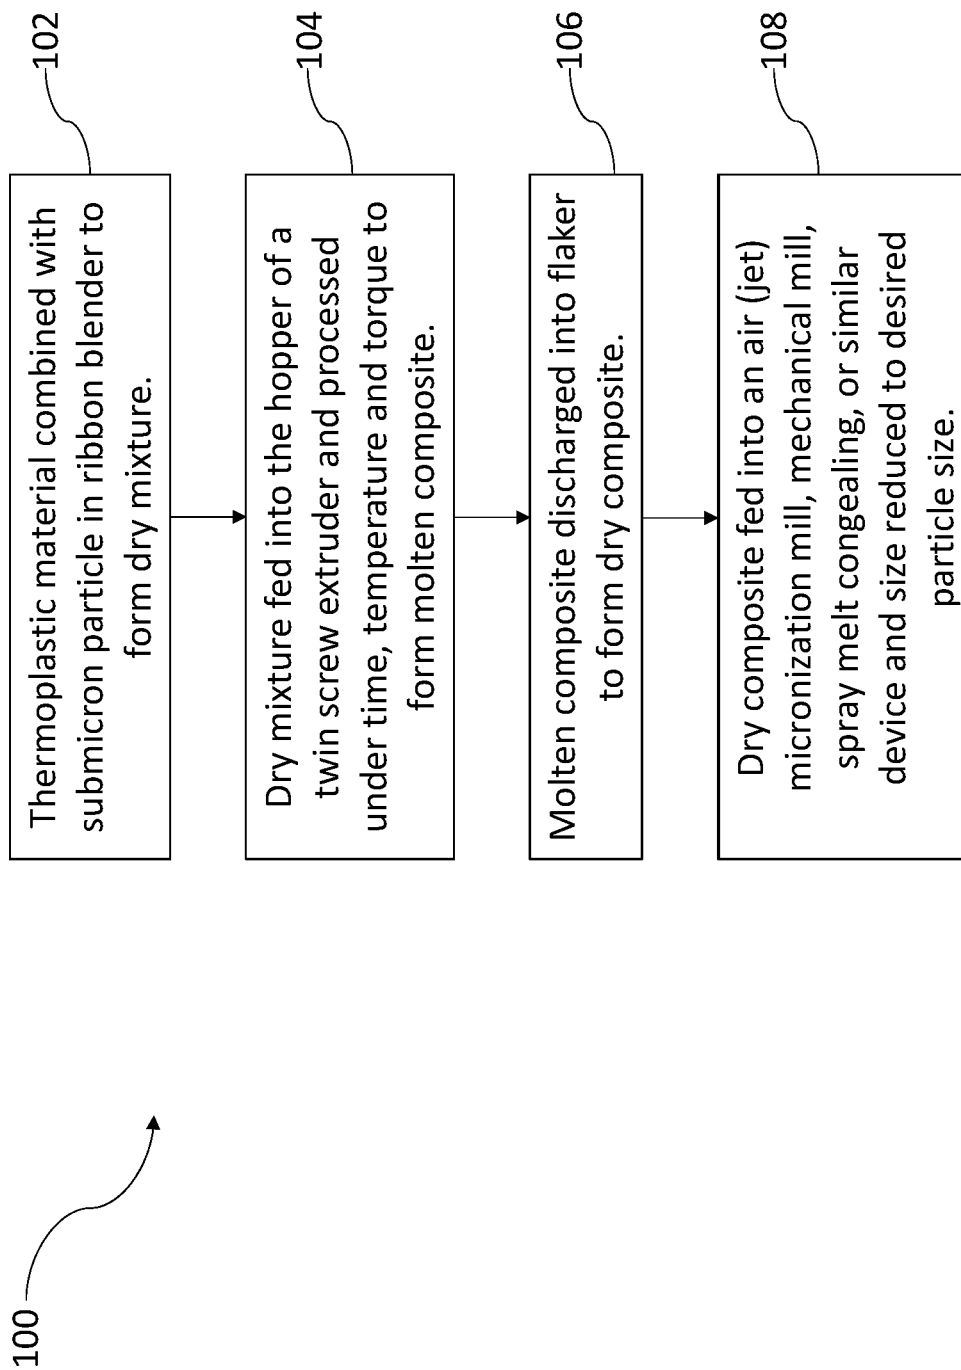 100
Thermoplastic material combined with
submicron particle in ribbon blender to
form dry mixture.
102
Dry mixture fed into the hopper of a
twin screw extruder and processed
under time, temperature and torque to
form molten composite.
104
Molten composite discharged into flaker
to form dry composite.
106
Dry composite fed into an air (jet)
micronization mill, mechanical mill,
spray melt congealing, or similar
device and size reduced to desired
particle size.
108